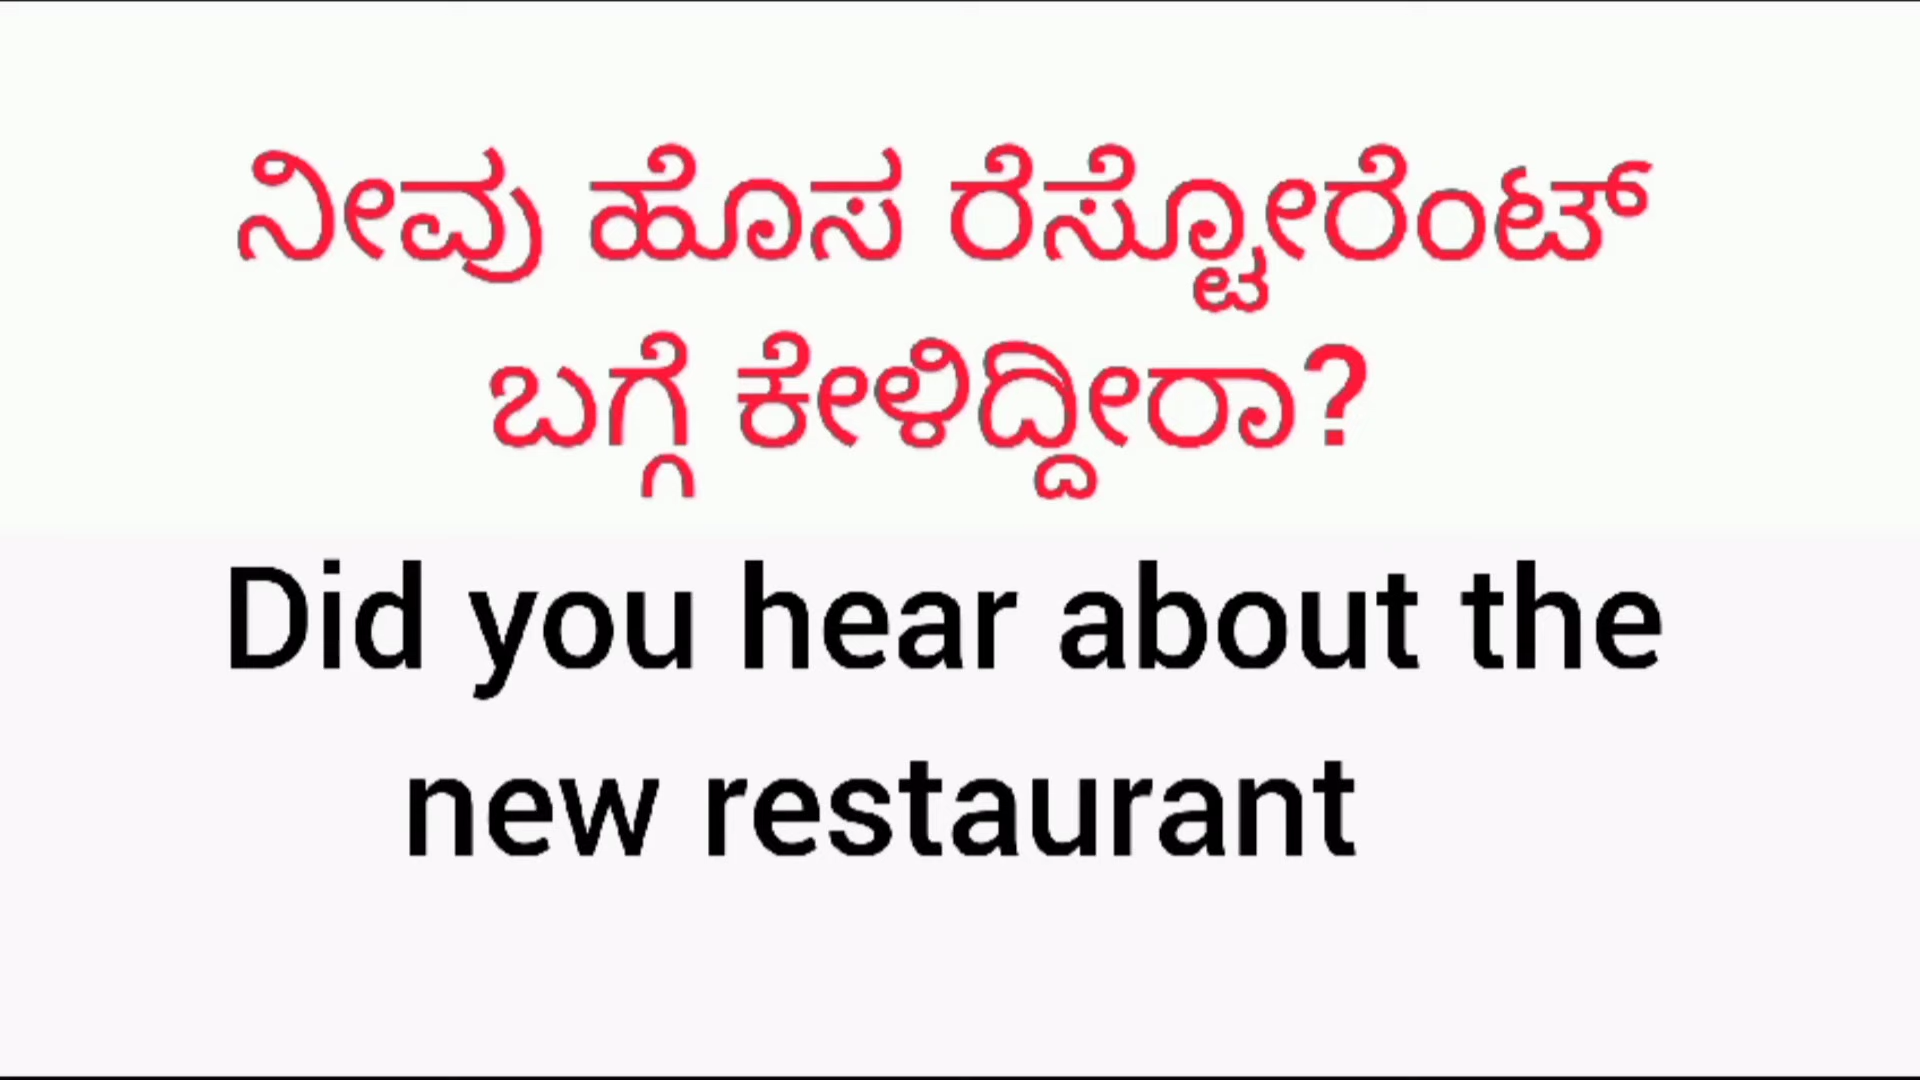 ನೀವು ಹೊಸ ರೆಸ್ಟೋರೆಂಟ್
ಬಗ್ಗೆ ಕೇಳಿದ್ದೀರಾ?
Did you hear about the
new restaurant